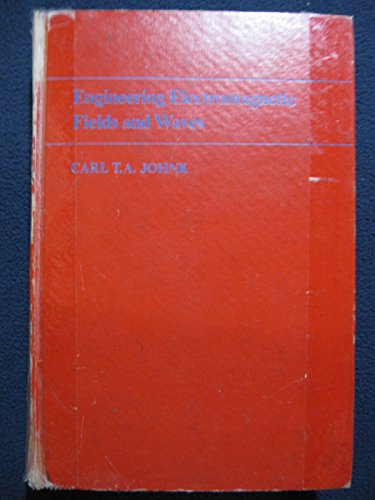 Engineering Electromagnetic
Fields and Waves
CARL T.A. JOHNK